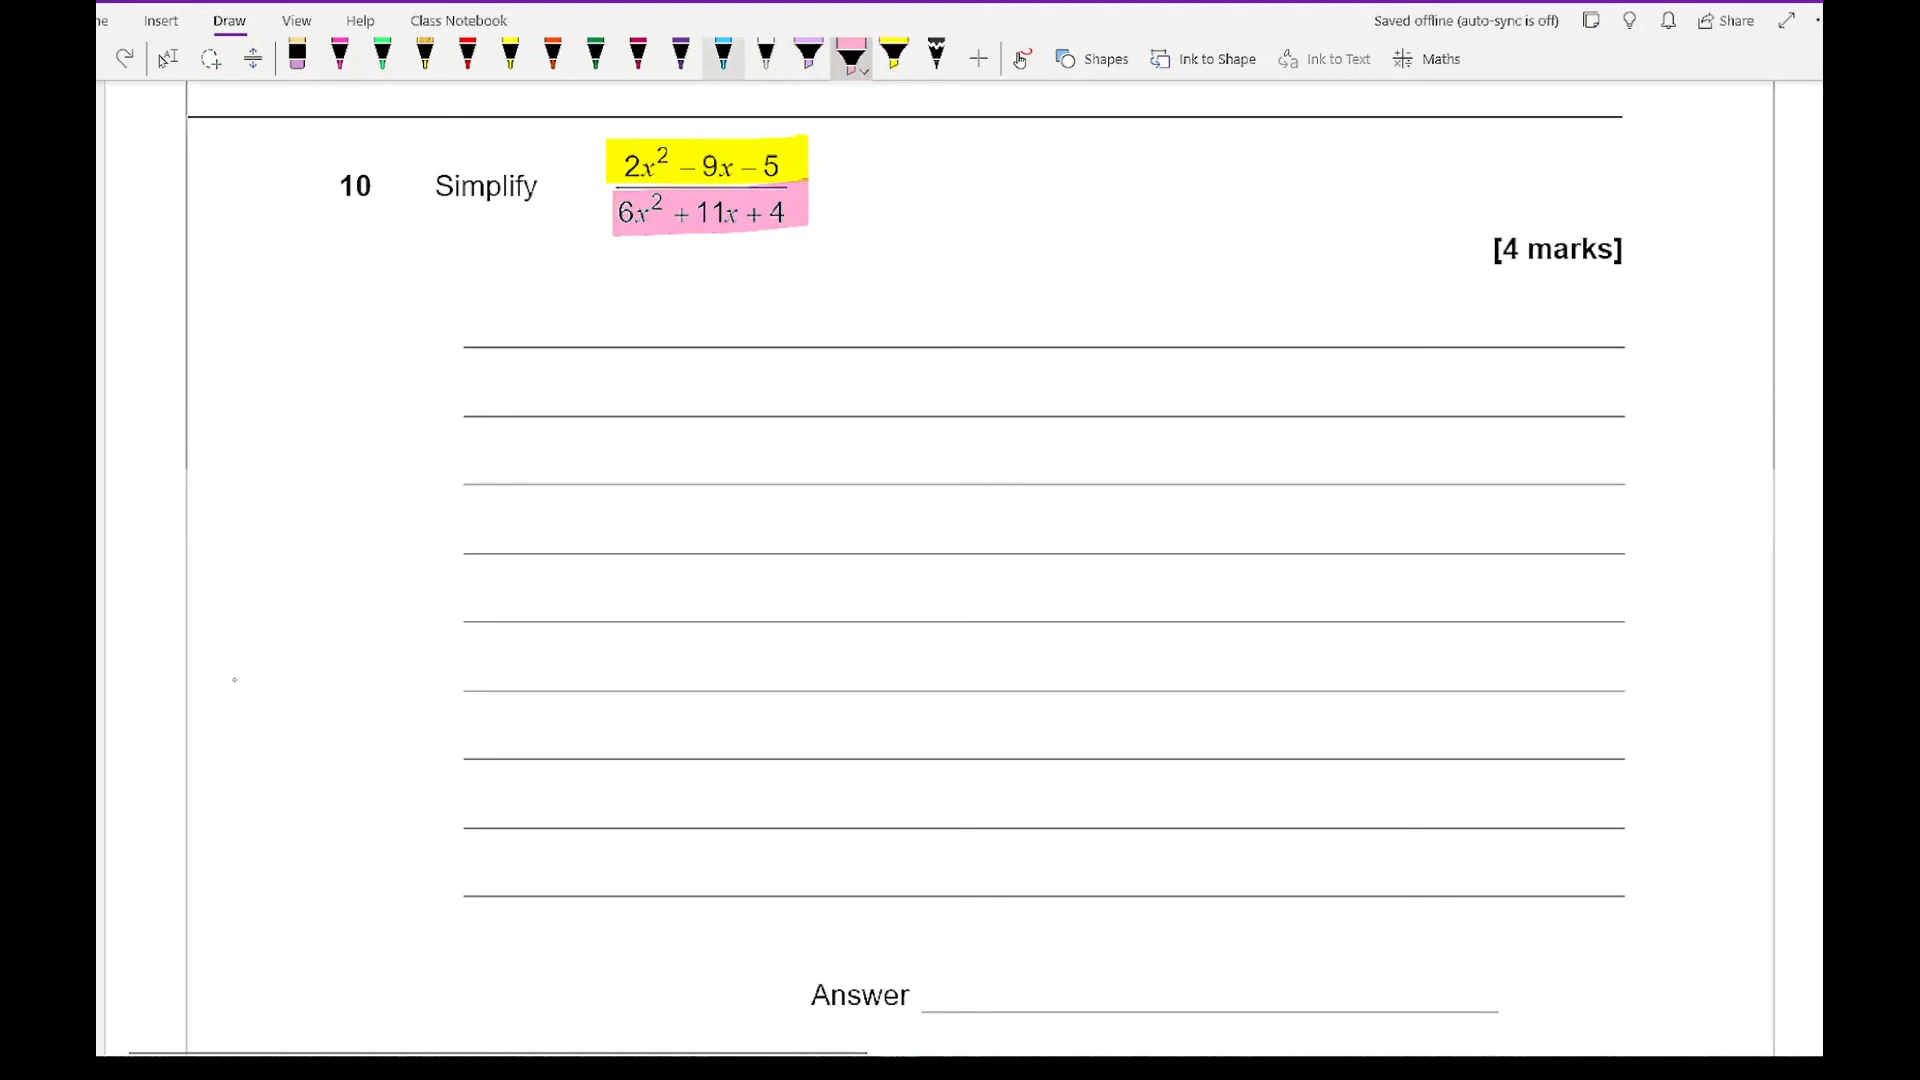 ne Insert Draw View Help Class Notebook Saved offline (auto-sync is off) Share
Shapes Ink to Shape Ink to Text Maths
10 Simplify 2x² − 9x − 5
6x² + 11x + 4
[4 marks]
Answer